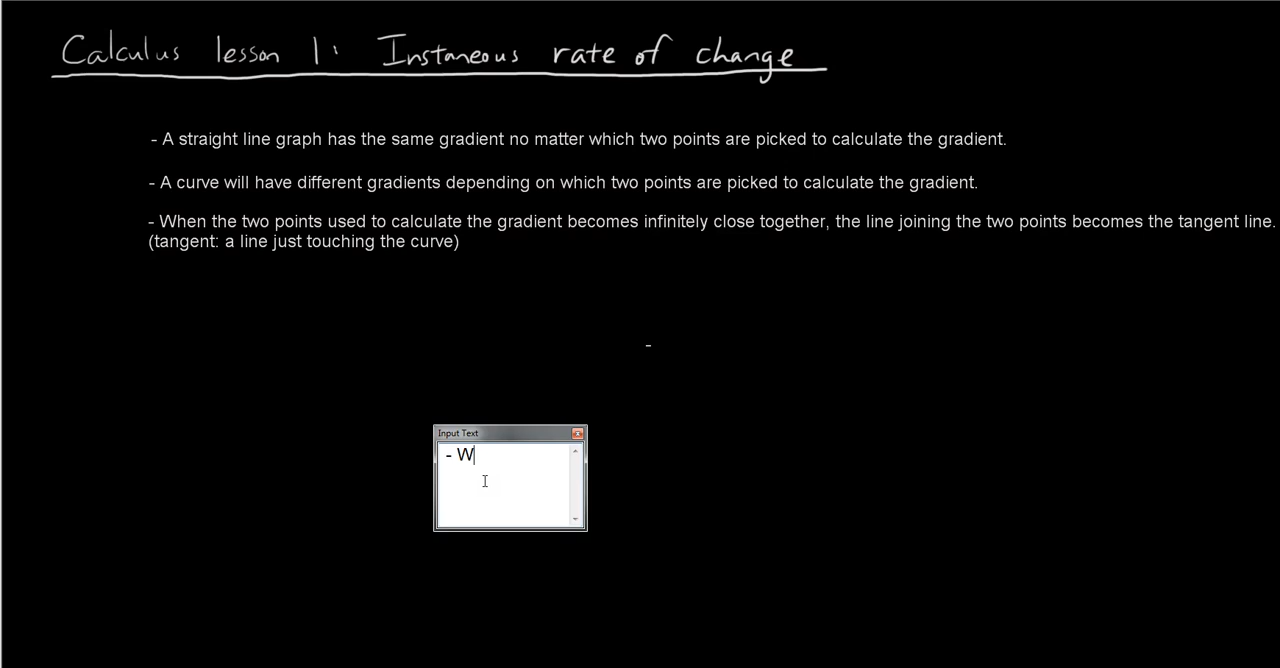 Calculus lesson 1: Instaneous rate of change
- A straight line graph has the same gradient no matter which two points are picked to calculate the gradient.
- A curve will have different gradients depending on which two points are picked to calculate the gradient.
- When the two points used to calculate the gradient becomes infinitely close together, the line joining the two points becomes the tangent line.
(tangent: a line just touching the curve)
-
Input Text
- W